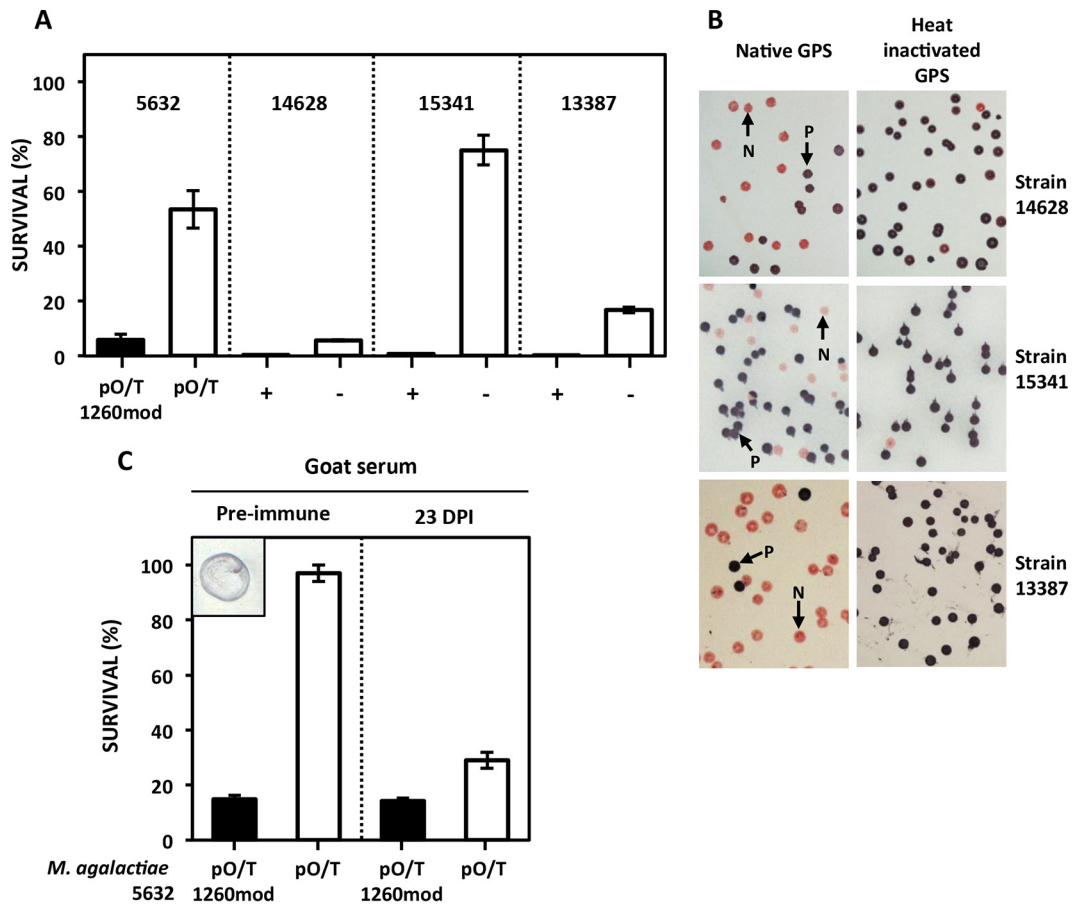 A
SURVIVAL (%)
100
80
60
40
20
0
5632
14628
15341
13387
pO/T
1260mod
pO/T
+
-
+
-
+
-
B
Native GPS
Heat
inactivated
GPS
N
P
Strain
14628
N
P
Strain
15341
P
N
Strain
13387
C
Goat serum
Pre-immune
23 DPI
SURVIVAL (%)
100
80
60
40
20
0
M. agalactiae
5632
pO/T
1260mod
pO/T
pO/T
1260mod
pO/T